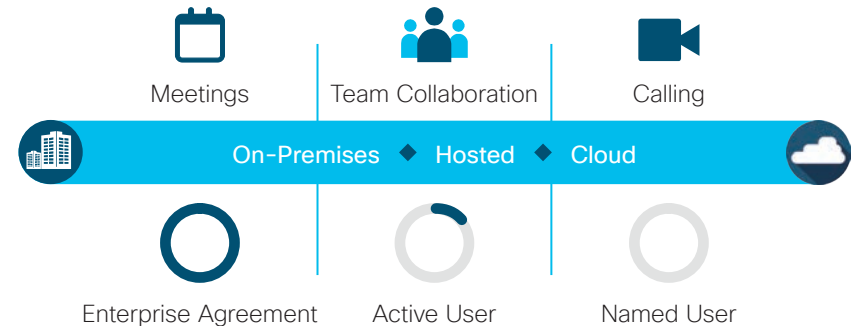 Meetings
Team Collaboration
Calling
On-Premises ◆ Hosted ◆ Cloud
Enterprise Agreement
Active User
Named User